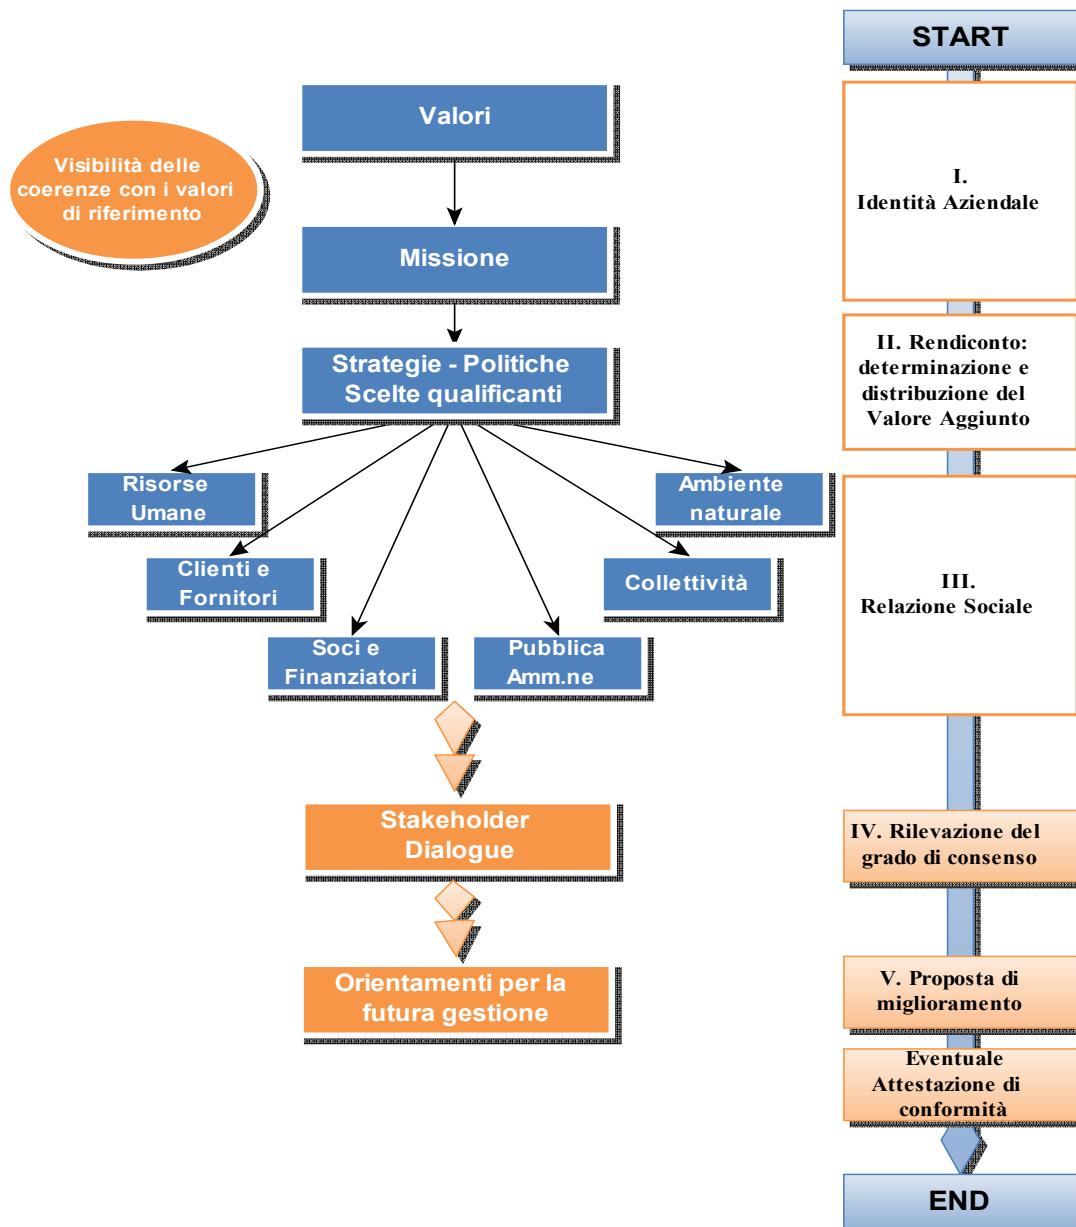 START
Valori
Visibilità delle
coerenze con i valori
di riferimento
I.
Identità Aziendale
Missione
II. Rendiconto:
determinazione e
distribuzione del
Valore Aggiunto
Strategie - Politiche
Scelte qualificanti
Risorse
Umane
Ambiente
naturale
Clienti e
Fornitori
Collettività
III.
Relazione Sociale
Soci e
Finanziatori
Pubblica
Amm.ne
Stakeholder
Dialogue
IV. Rilevazione del
grado di consenso
Orientamenti per la
futura gestione
V. Proposta di
miglioramento
Eventuale
Attestazione di
conformità
END